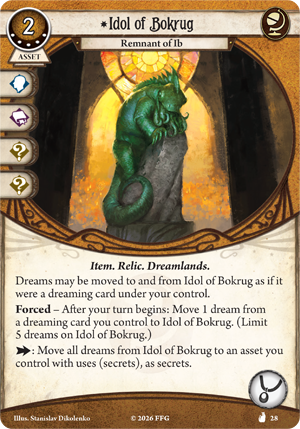 2
*Idol of Bokrug
ASSET
Remnant of Ib
?
?
Item. Relic. Dreamlands.
Dreams may be moved to and from Idol of Bokrug as if it
were a dreaming card under your control.
Forced – After your turn begins: Move 1 dream from
a dreaming card you control to Idol of Bokrug. (Limit
5 dreams on Idol of Bokrug.)
: Move all dreams from Idol of Bokrug to an asset you
control with uses (secrets), as secrets.
Illus. Stanislav Dikolenko
© 2026 FFG
28